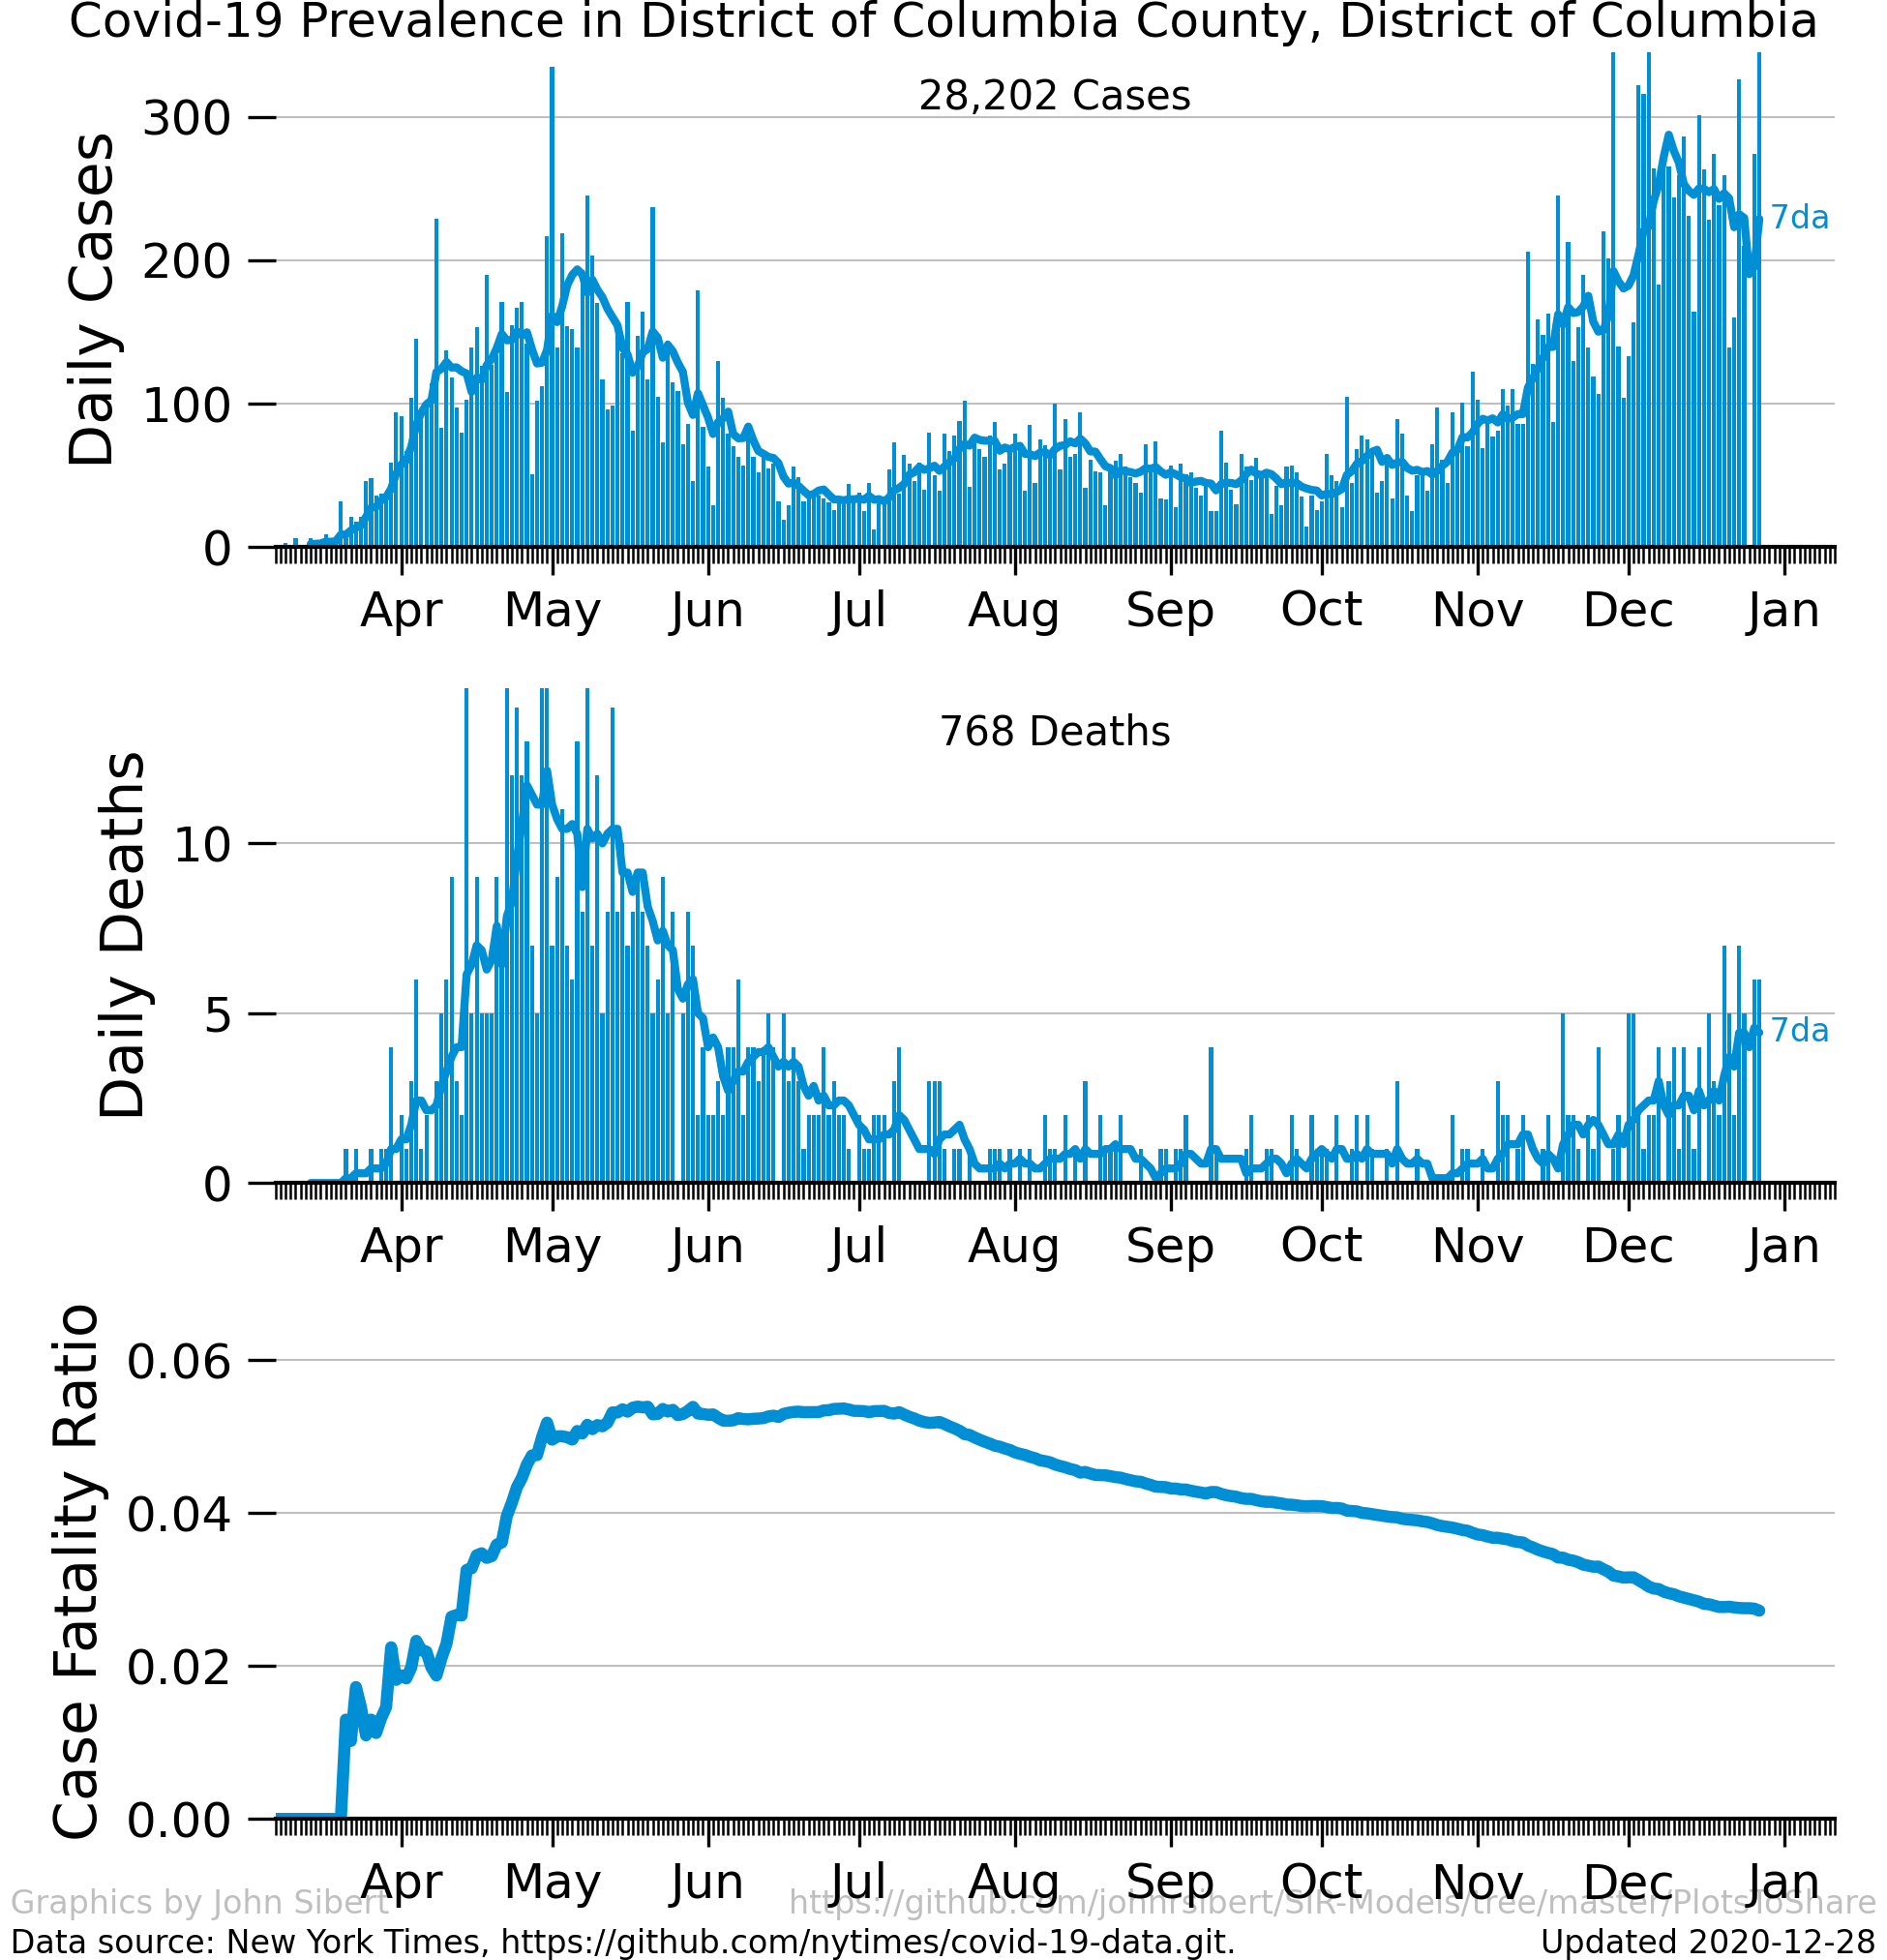 Covid-19 Prevalence in District of Columbia County, District of Columbia
28,202 Cases
Daily Cases
300
200
100
0
7da
Apr May Jun Jul Aug Sep Oct Nov Dec Jan
768 Deaths
Daily Deaths
10
5
0
7da
Apr May Jun Jul Aug Sep Oct Nov Dec Jan
Case Fatality Ratio
0.06
0.04
0.02
0.00
Apr May Jun Jul Aug Sep Oct Nov Dec Jan
Graphics by John Sibert https://github.com/johnrsibert/SIR-Models/tree/master/PlotsToShare
Data source: New York Times, https://github.com/nytimes/covid-19-data.git. Updated 2020-12-28